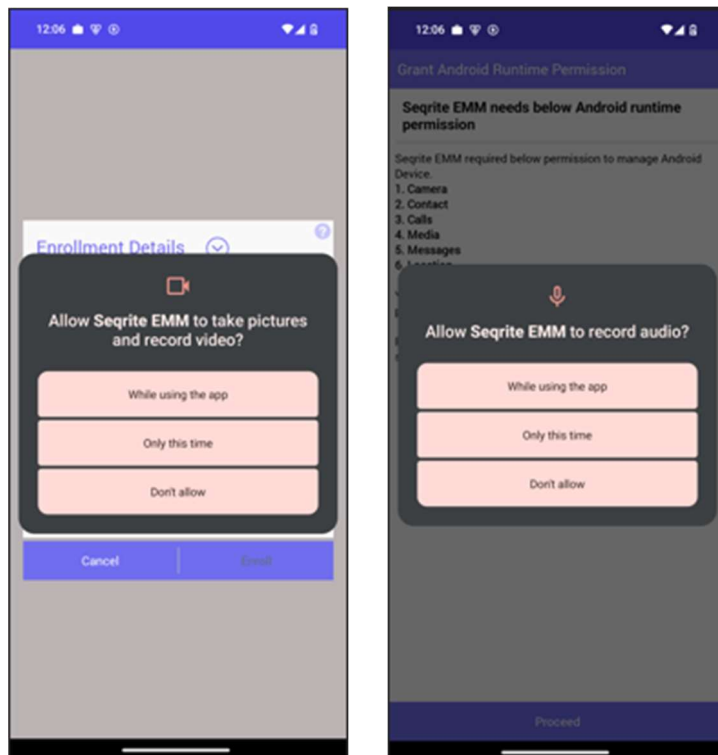 12:06
Enrollment Details
Allow Seqrite EMM to take pictures
and record video?
While using the app
Only this time
Don't allow
Cancel
Enroll
12:06
Grant Android Runtime Permission
Seqrite EMM needs below Android runtime
permission
Seqrite EMM required below permission to manage Android
Device.
1. Camera
2. Contact
3. Calls
4. Media
5. Messages
6. Location
Allow Seqrite EMM to record audio?
While using the app
Only this time
Don't allow
Proceed